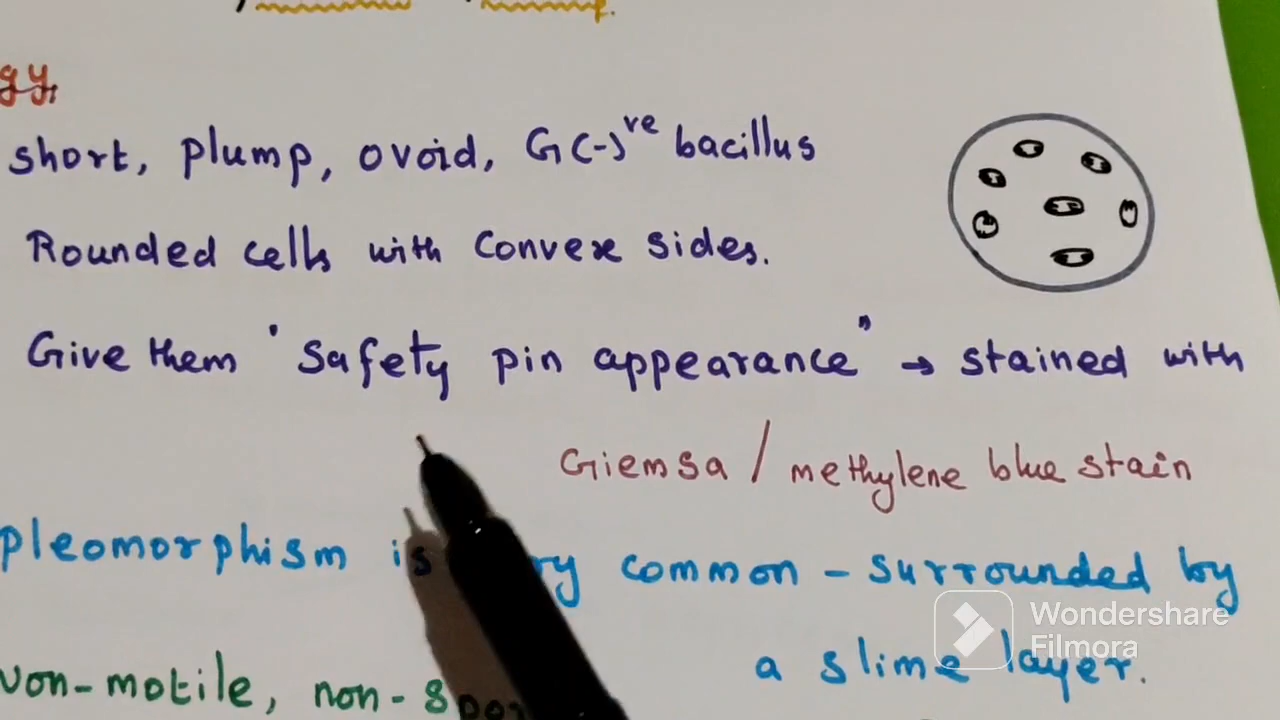 gy,
short, plump, ovoid, G(-)ve bacillus
Rounded cells with convex sides.
Give them 'safety pin appearance" → stained with
Giemsa / methylene blue stain
pleomorphism is common - surrounded by
a slime layer.
non-motile, non-
Wondershare
Filmora